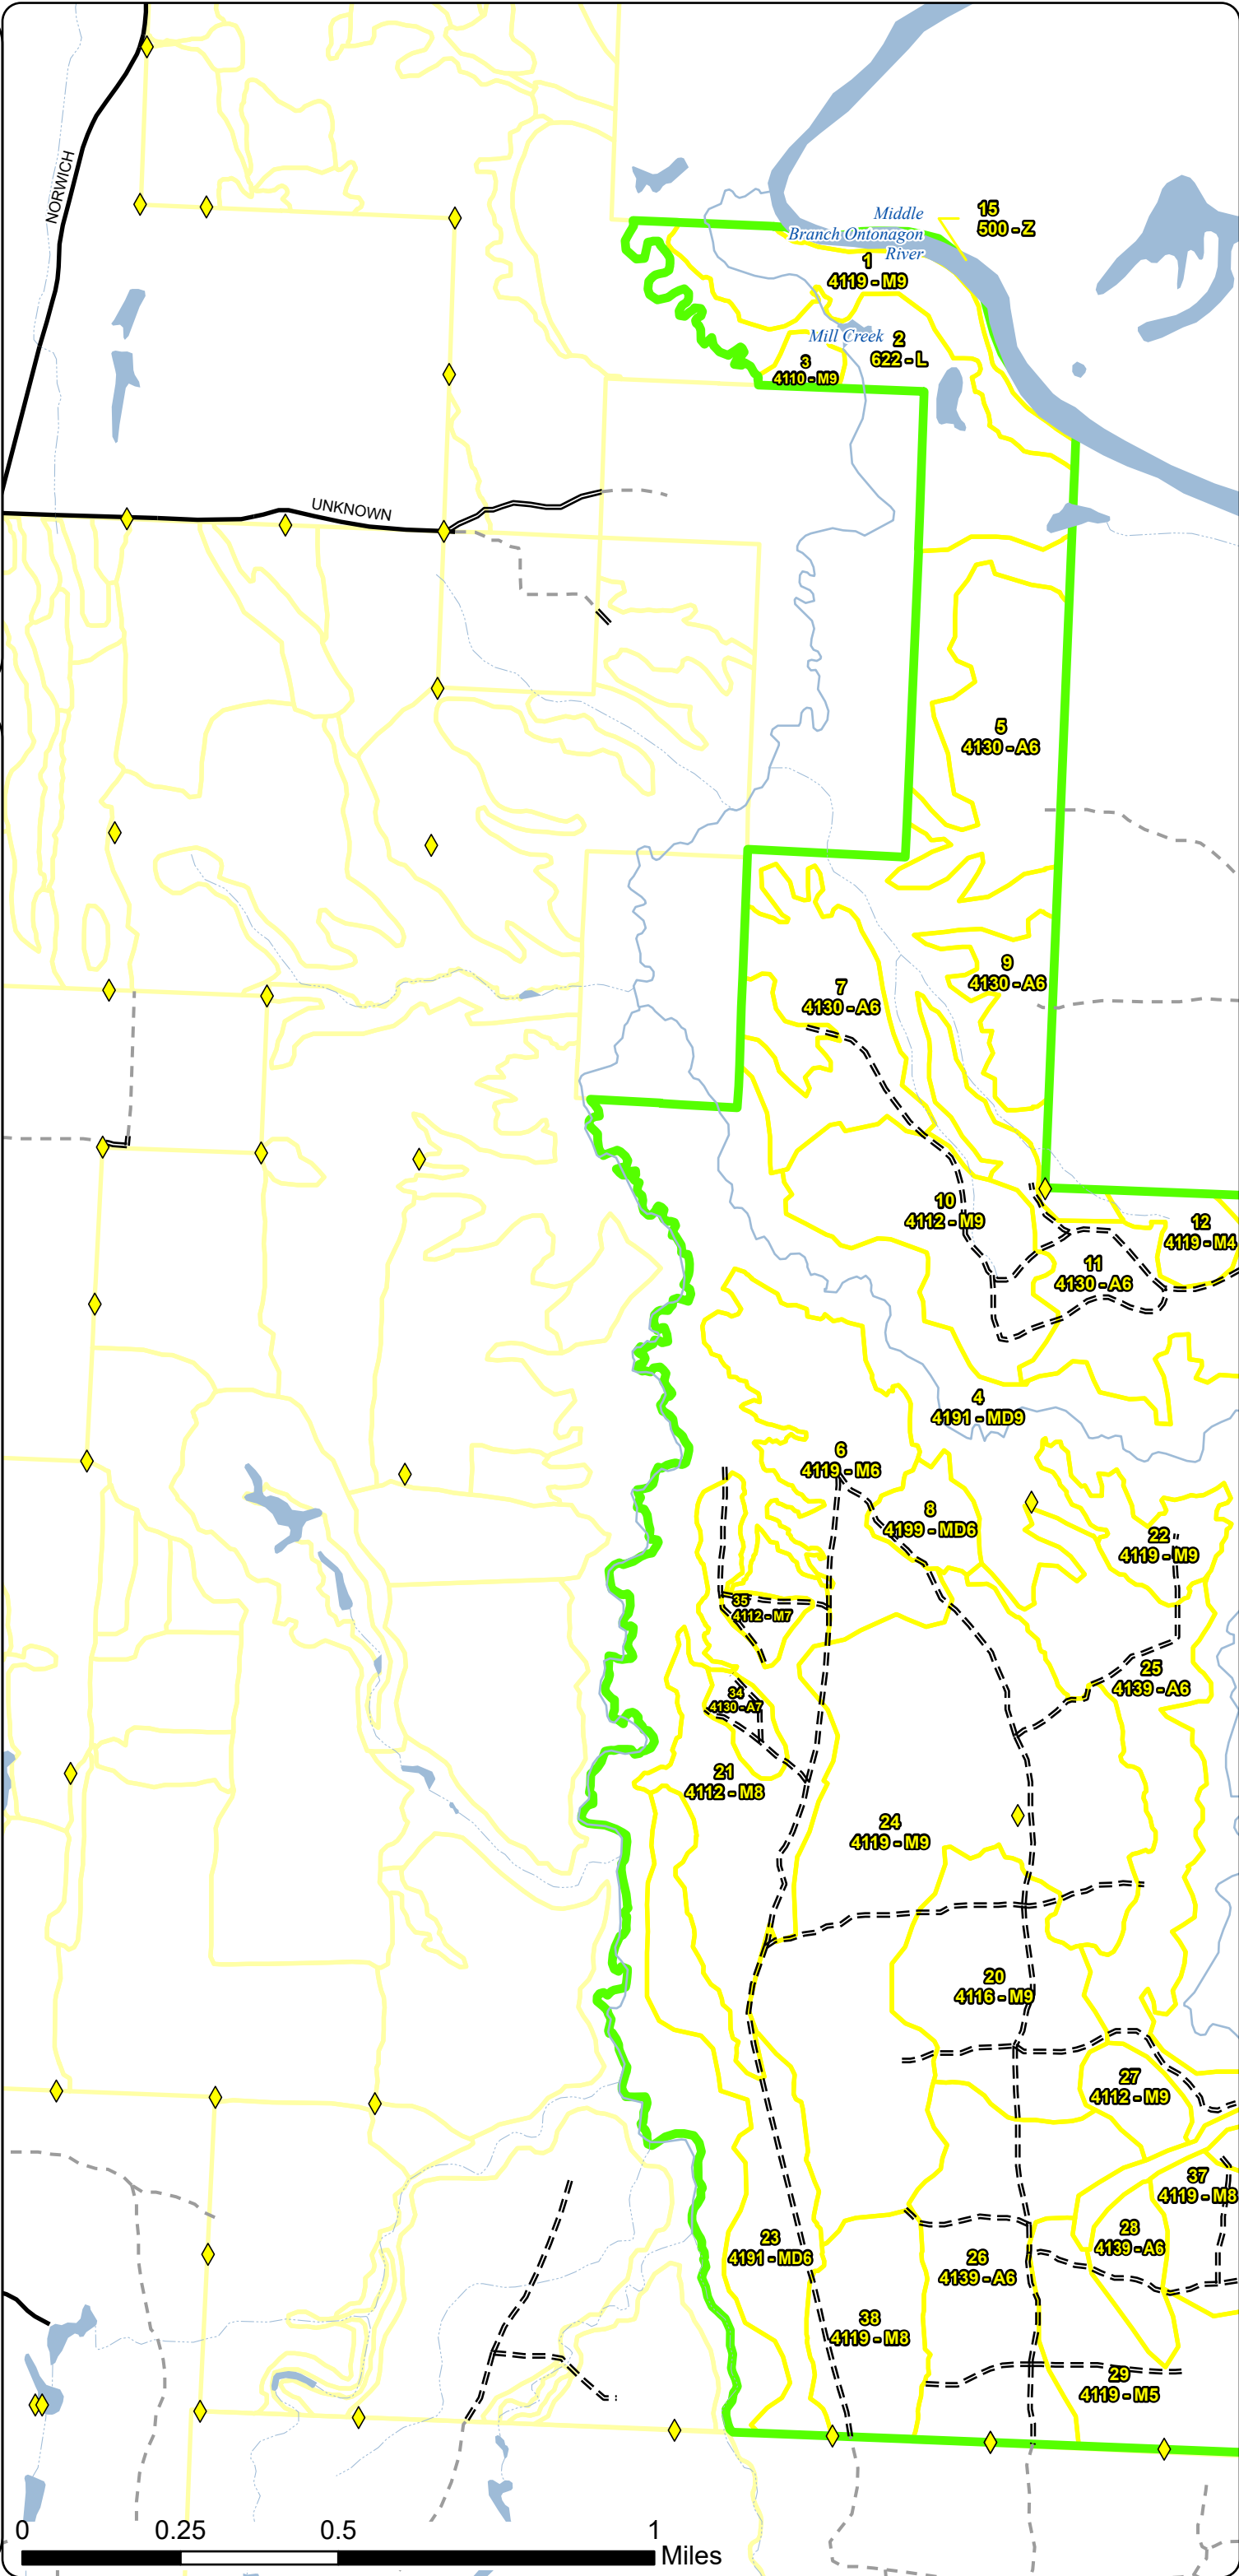 NORWICH
15
500 - Z
Middle
Branch Ontonagon
River
1
4119 - M9
Mill Creek
2
622 - L
3
4110 - M9
UNKNOWN
5
4130 - A6
9
4130 - A6
7
4130 - A6
10
4112 - M9
12
4119 - M4
11
4130 - A6
4
4191 - MD9
6
4119 - M6
8
4199 - MD6
22
4119 - M9
35
4112 - M7
25
4139 - A6
34
4130 - A7
21
4112 - M8
24
4119 - M9
20
4116 - M9
27
4112 - M9
37
4119 - M8
28
4139 - A6
23
4191 - MD6
26
4139 - A6
38
4119 - M8
29
4119 - M5
0 0.25 0.5 1
Miles